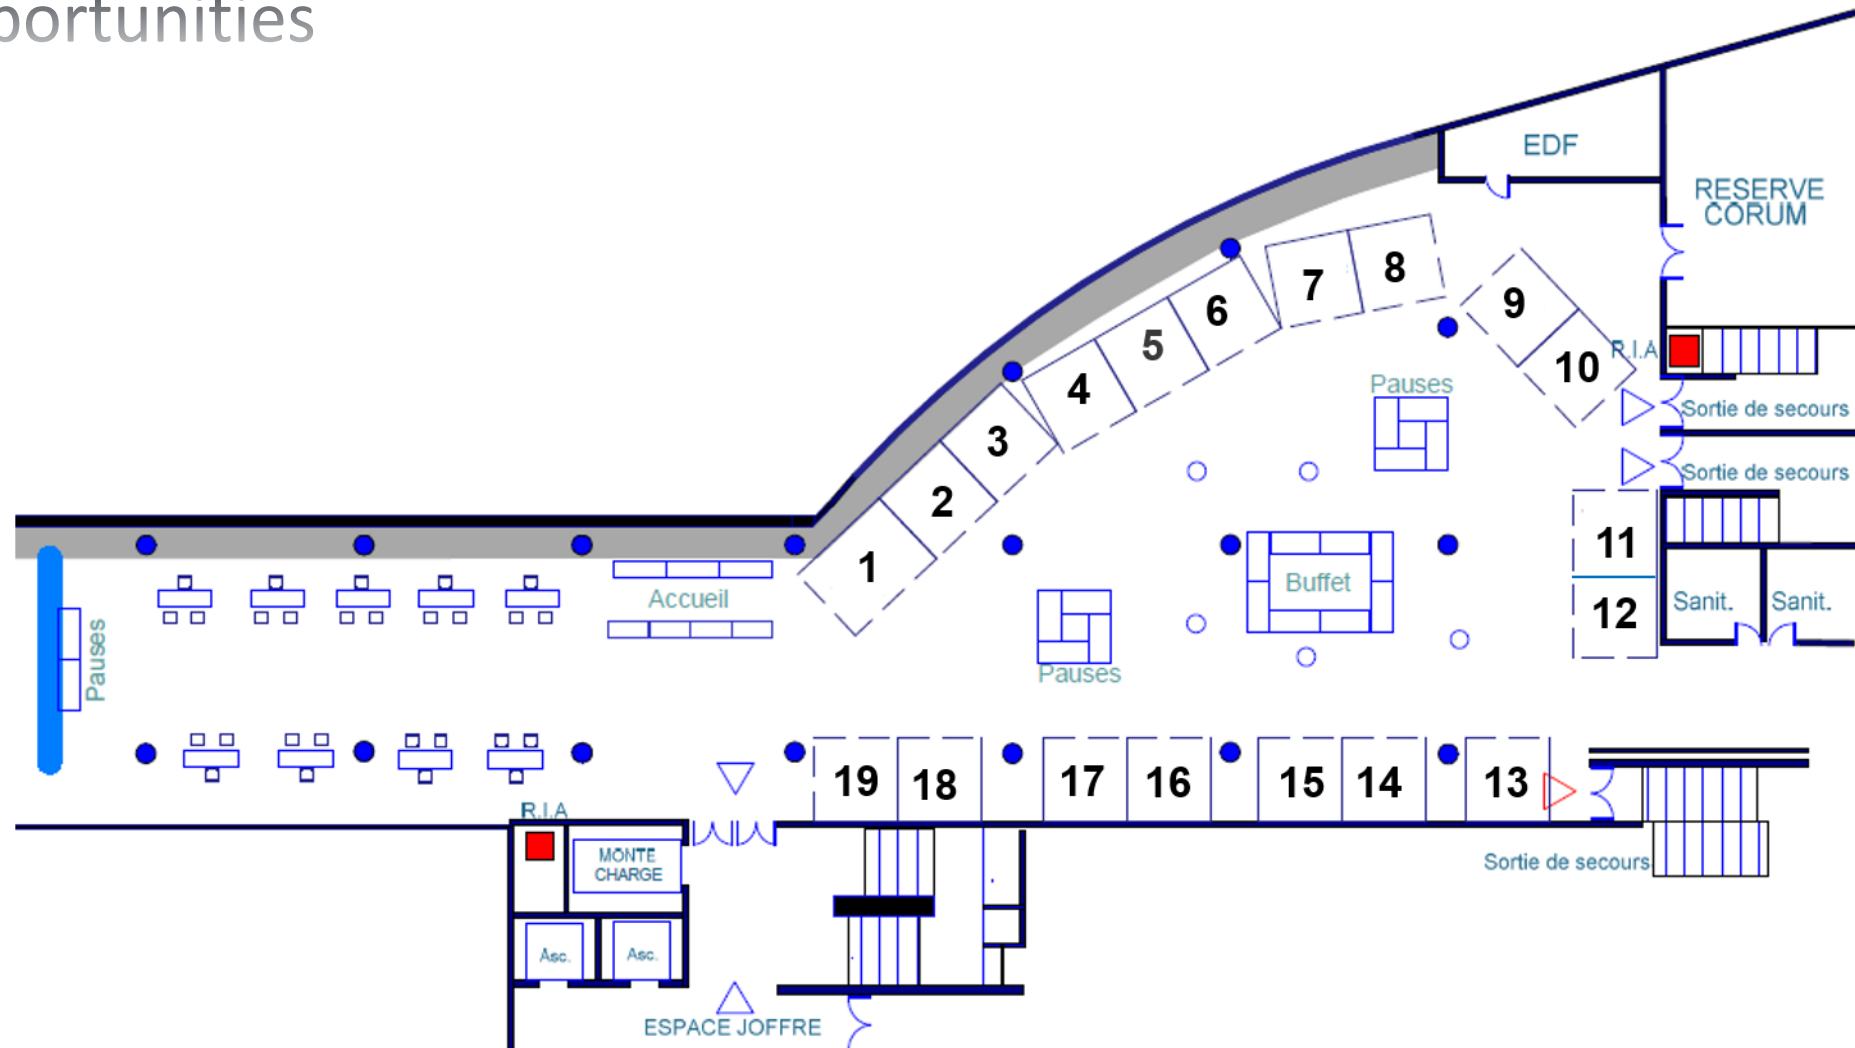 portunities
EDF
RESERVE
CORUM
7
8
6
9
5
R.I.A
10
4
Pauses
Sortie de secours
3
Sortie de secours
2
11
1
Accueil
Buffet
Sanit.
Sanit.
12
Pauses
Pauses
19
18
17
16
15
14
13
R.I.A
MONTE
CHARGE
Sortie de secours
Asc.
Asc.
ESPACE JOFFRE